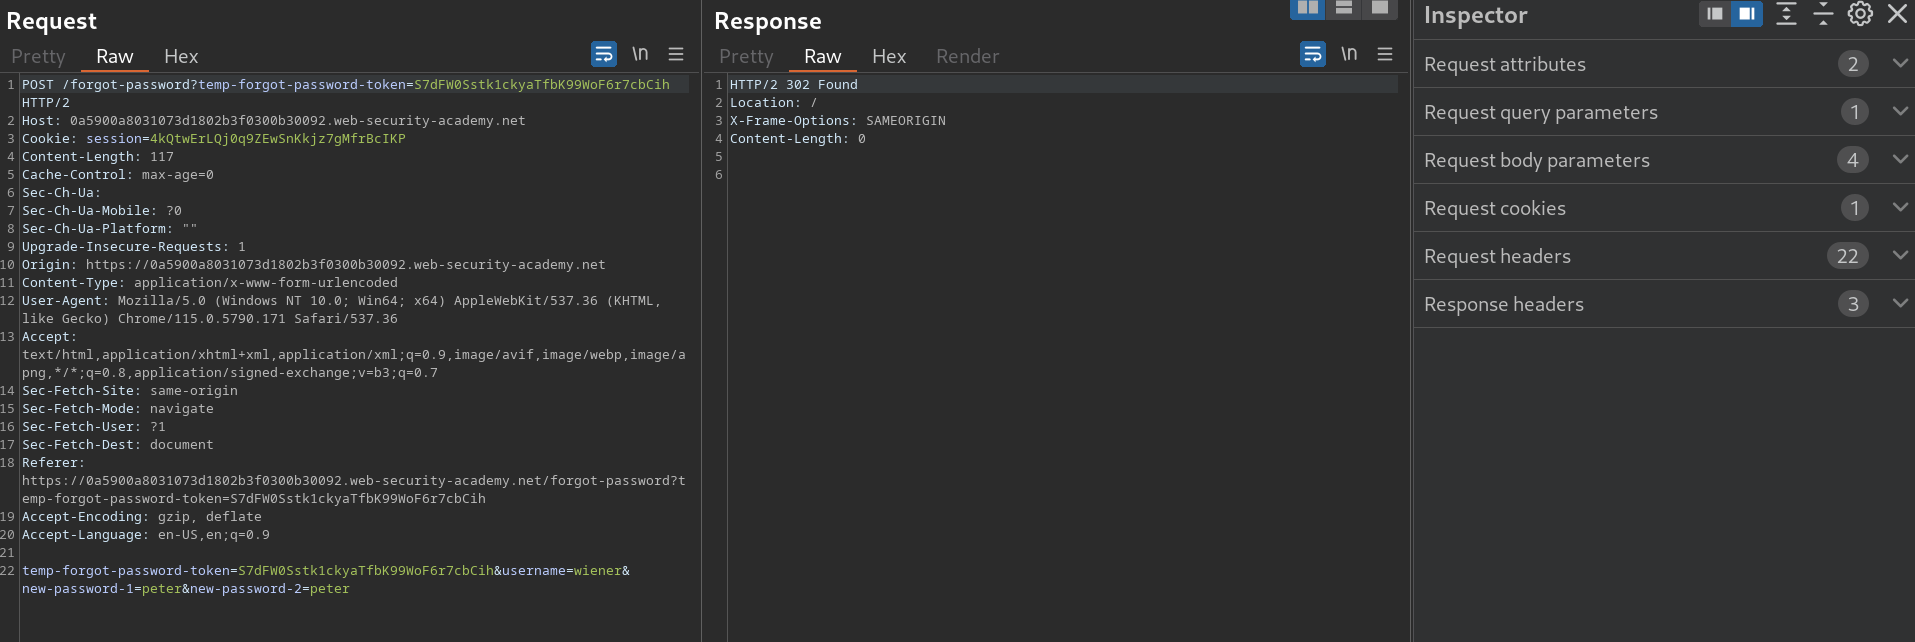 Request
Pretty Raw Hex \n
1 POST /forgot-password?temp-forgot-password-token=S7dFW0Sstk1ckyaTfbK99WoF6r7cbCih
HTTP/2
2 Host: 0a5900a8031073d1802b3f0300b30092.web-security-academy.net
3 Cookie: session=4kQtwErLQj0q9ZEwSnKkjz7gMfrBcIKP
4 Content-Length: 117
5 Cache-Control: max-age=0
6 Sec-Ch-Ua:
7 Sec-Ch-Ua-Mobile: ?0
8 Sec-Ch-Ua-Platform: ""
9 Upgrade-Insecure-Requests: 1
10 Origin: https://0a5900a8031073d1802b3f0300b30092.web-security-academy.net
11 Content-Type: application/x-www-form-urlencoded
12 User-Agent: Mozilla/5.0 (Windows NT 10.0; Win64; x64) AppleWebKit/537.36 (KHTML,
like Gecko) Chrome/115.0.5790.171 Safari/537.36
13 Accept:
text/html,application/xhtml+xml,application/xml;q=0.9,image/avif,image/webp,image/a
png,*/*;q=0.8,application/signed-exchange;v=b3;q=0.7
14 Sec-Fetch-Site: same-origin
15 Sec-Fetch-Mode: navigate
16 Sec-Fetch-User: ?1
17 Sec-Fetch-Dest: document
18 Referer:
https://0a5900a8031073d1802b3f0300b30092.web-security-academy.net/forgot-password?t
emp-forgot-password-token=S7dFW0Sstk1ckyaTfbK99WoF6r7cbCih
19 Accept-Encoding: gzip, deflate
20 Accept-Language: en-US,en;q=0.9
21
22 temp-forgot-password-token=S7dFW0Sstk1ckyaTfbK99WoF6r7cbCih&username=wiener&
new-password-1=peter&new-password-2=peter
Response
Pretty Raw Hex Render \n
1 HTTP/2 302 Found
2 Location: /
3 X-Frame-Options: SAMEORIGIN
4 Content-Length: 0
5
6
Inspector
Request attributes 2
Request query parameters 1
Request body parameters 4
Request cookies 1
Request headers 22
Response headers 3